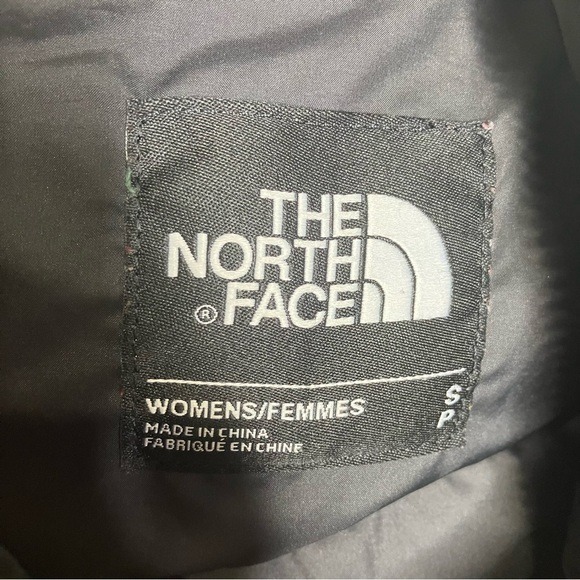 THE
NORTH
® FACE
WOMENS/FEMMES S
MADE IN CHINA P
FABRIQUÉ EN CHINE